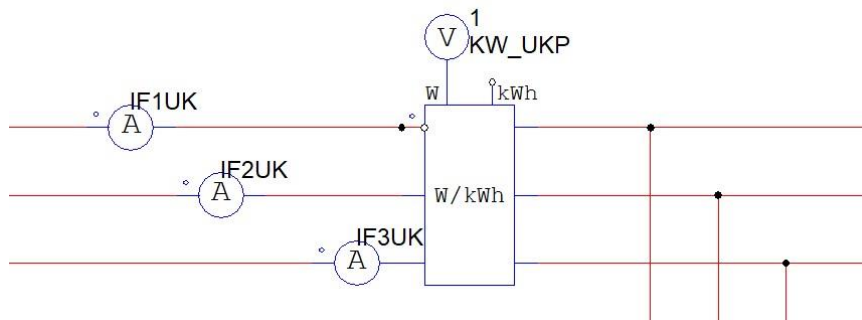 1
V
KW_UKP
W
kWh
IF1UK
A
IF2UK
A
W/kWh
IF3UK
A